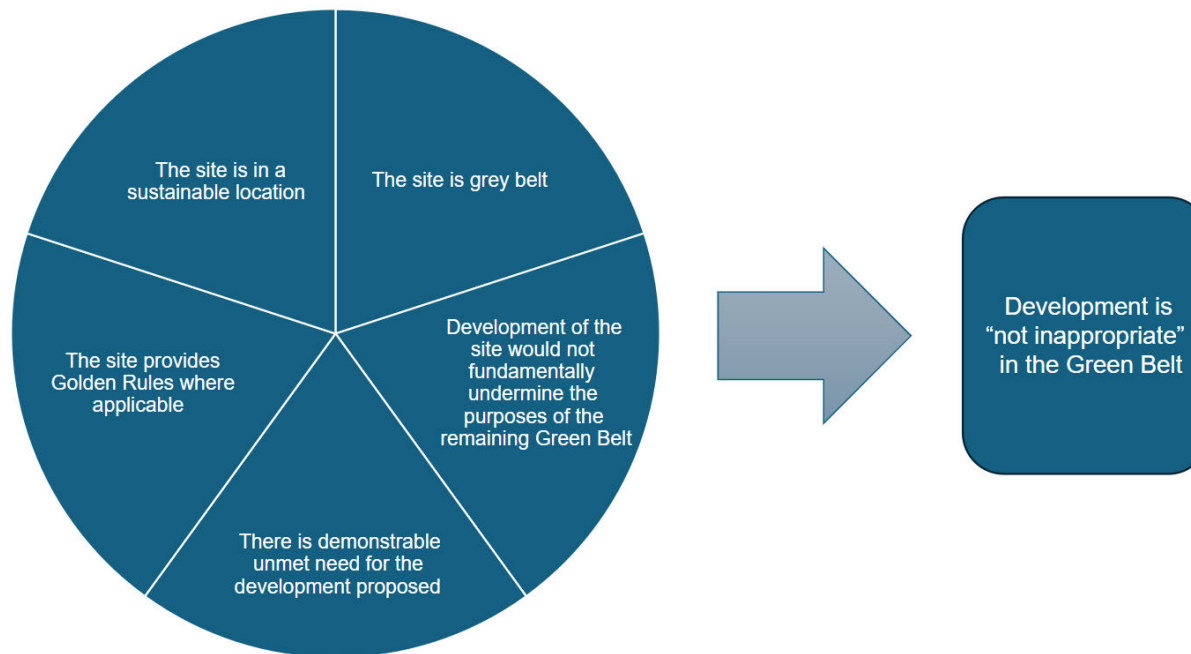 The site is in a
sustainable location
The site is grey belt
Development of the
site would not
fundamentally
undermine the
purposes of the
remaining Green Belt
There is demonstrable
unmet need for the
development proposed
The site provides
Golden Rules where
applicable
Development is
“not inappropriate”
in the Green Belt